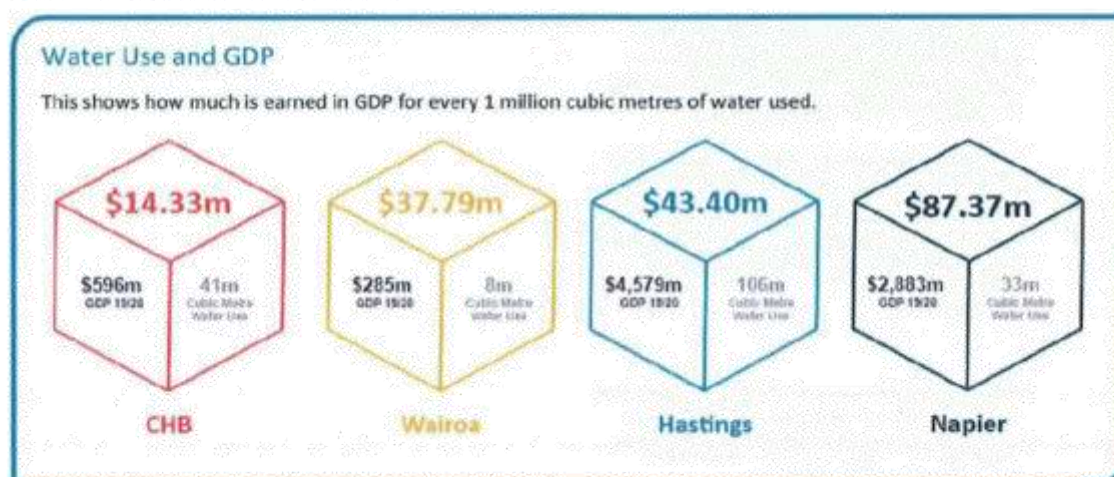 Water Use and GDP
This shows how much is earned in GDP for every 1 million cubic metres of water used.
$14.33m
$596m
GDP 19/20
41m
Cubic Metre
Water Use
CHB
$37.79m
$285m
GDP 19/20
8m
Cubic Metre
Water Use
Wairoa
$43.40m
$4,579m
GDP 19/20
106m
Cubic Metre
Water Use
Hastings
$87.37m
$2,883m
GDP 19/20
33m
Cubic Metre
Water Use
Napier